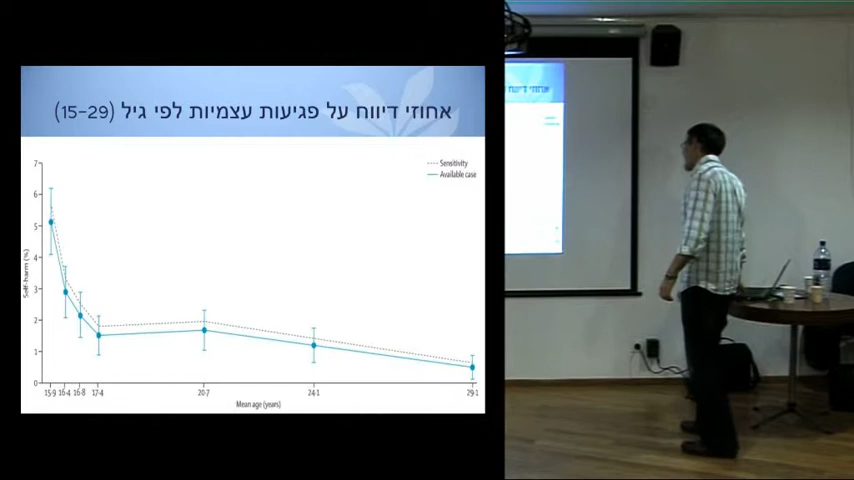 אחוזי דיווח על פגיעות עצמיות לפי גיל (15-29)
Sensitivity
Available case
Self-harm (%)
7
6
5
4
3
2
1
0
15·9 16·4 16·8 17·4 20·7 24·1 29·1
Mean age (years)